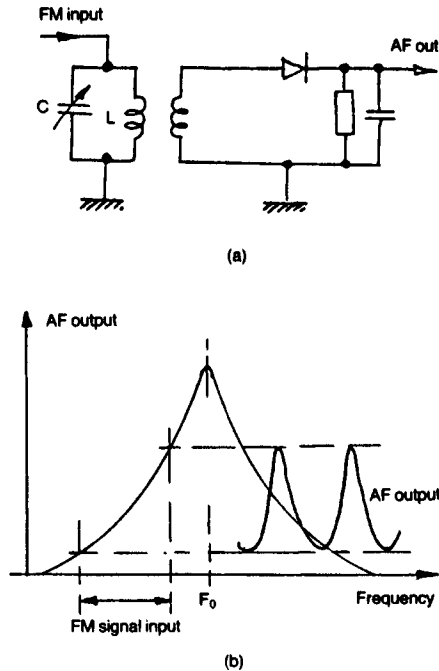 FM input
AF out
C
L
(a)
AF output
AF output
F₀
Frequency
FM signal input
(b)